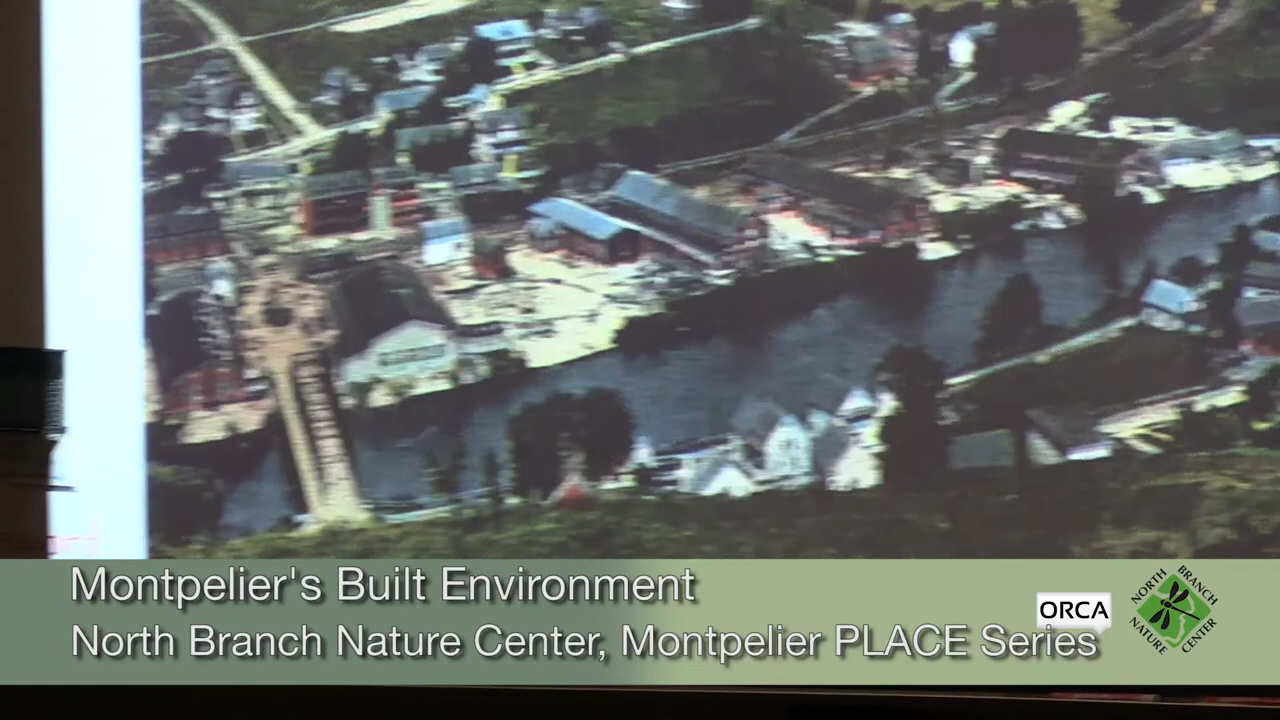 Montpelier's Built Environment
North Branch Nature Center, Montpelier PLACE Series
ORCA
NORTH BRANCH
NATURE CENTER